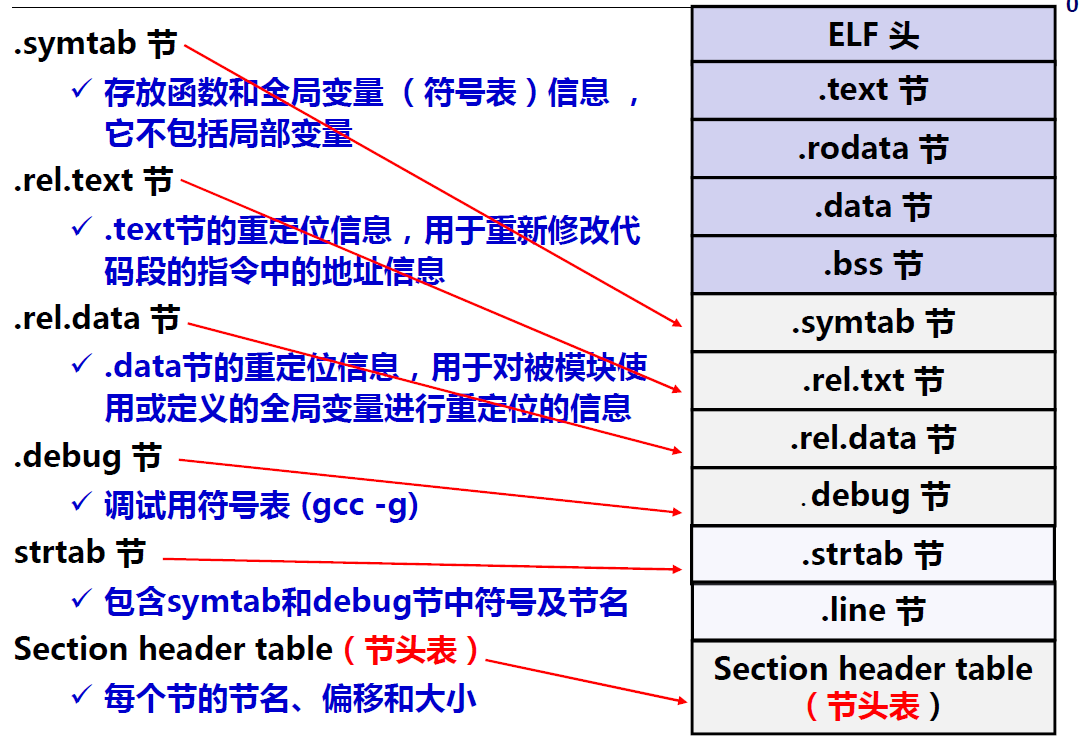 0
.symtab 节
✓ 存放函数和全局变量 （ 符号表 ) 信息 ，
它不包括局部变量
.rel.text 节
✓ .text节的重定位信息，用于重新修改代
码段的指令中的地址信息
.rel.data 节
✓ .data节的重定位信息，用于对被模块使
用或定义的全局变量进行重定位的信息
.debug 节
✓ 调试用符号表 (gcc -g)
strtab 节
✓ 包含symtab和debug节中符号及节名
Section header table（ 节头表 ）
✓ 每个节的节名、偏移和大小
ELF 头
.text 节
.rodata 节
.data 节
.bss 节
.symtab 节
.rel.txt 节
.rel.data 节
.debug 节
.strtab 节
.line 节
Section header table
（ 节头表 ）